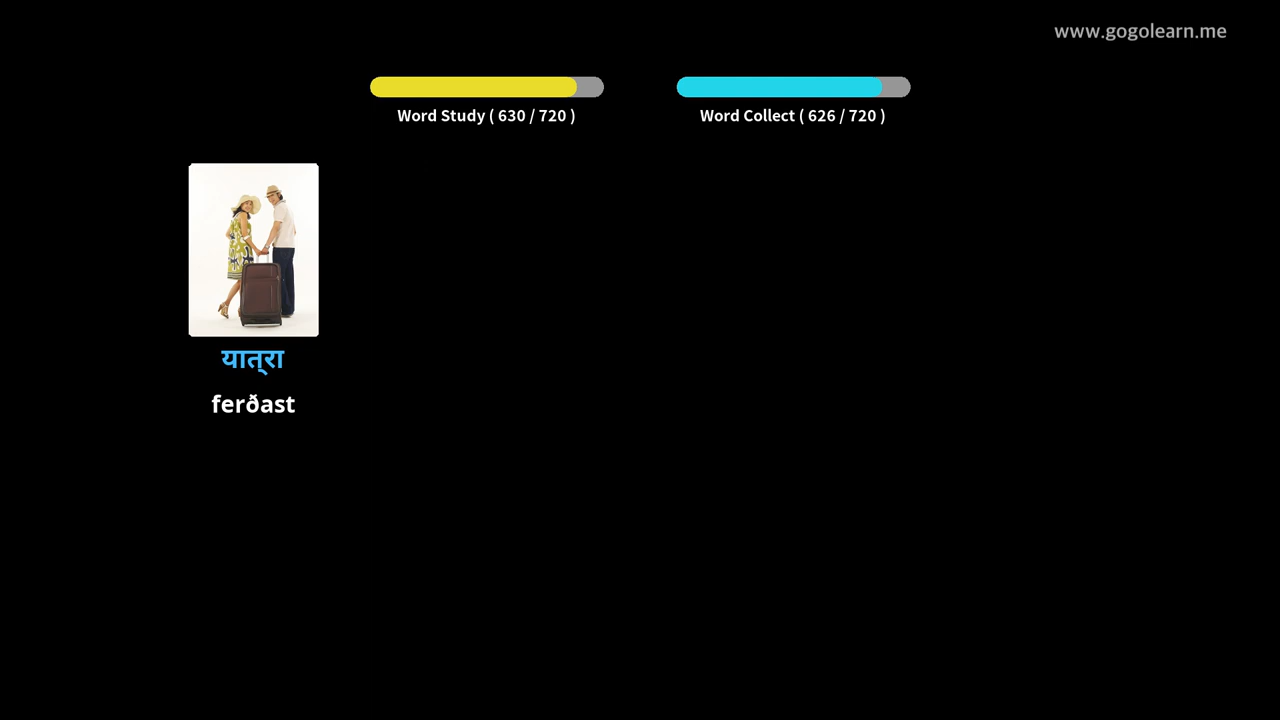 www.gogolearn.me
Word Study ( 630 / 720 )
Word Collect ( 626 / 720 )
यात्रा
ferðast